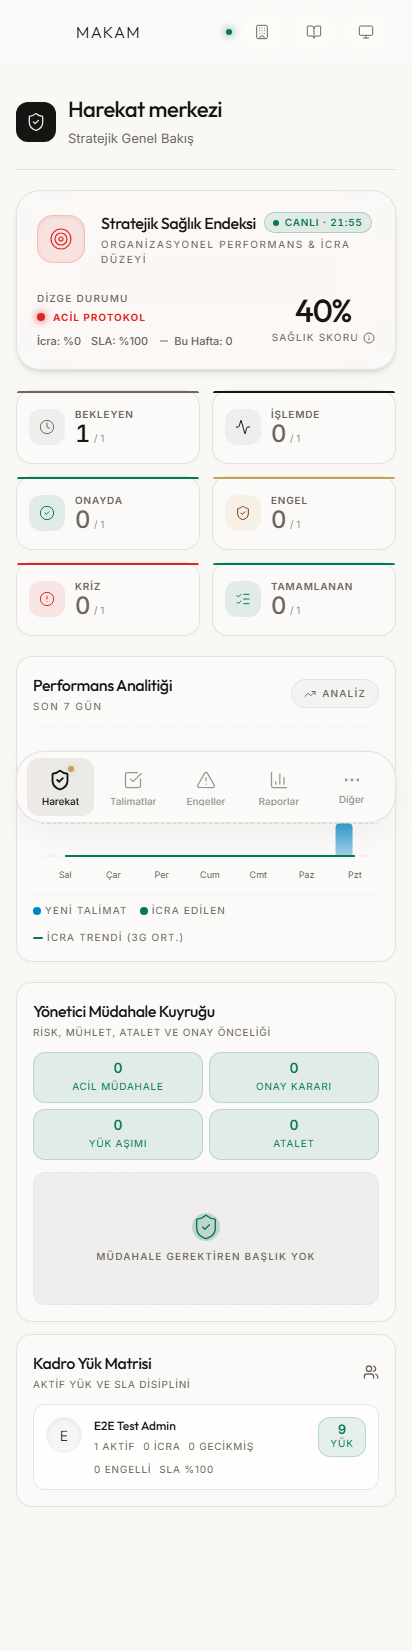 MAKAM
Harekat merkezi
Stratejik Genel Bakış
Stratejik Sağlık Endeksi
CANLI · 21:55
ORGANİZASYONEL PERFORMANS & İCRA
DÜZEYİ
DİZGE DURUMU
ACİL PROTOKOL
İcra: %0 SLA: %100 — Bu Hafta: 0
40%
SAĞLIK SKORU
BEKLEYEN
1 / 1
İŞLEMDE
0 / 1
ONAYDA
0 / 1
ENGEL
0 / 1
KRİZ
0 / 1
TAMAMLANAN
0 / 1
Performans Analitiği
SON 7 GÜN
ANALİZ
Harekat
Talimatlar
Engeller
Raporlar
Diğer
Sal Çar Per Cum Cmt Paz Pzt
YENİ TALİMAT
İCRA EDİLEN
İCRA TRENDİ (3G ORT.)
Yönetici Müdahale Kuyruğu
RİSK, MÜHLET, ATALET VE ONAY ÖNCELİĞİ
0
ACİL MÜDAHALE
0
ONAY KARARI
0
YÜK AŞIMI
0
ATALET
MÜDAHALE GEREKTİREN BAŞLIK YOK
Kadro Yük Matrisi
AKTİF YÜK VE SLA DİSİPLİNİ
E
E2E Test Admin
1 AKTİF 0 İCRA 0 GECİKMİŞ
0 ENGELLİ SLA %100
9
YÜK